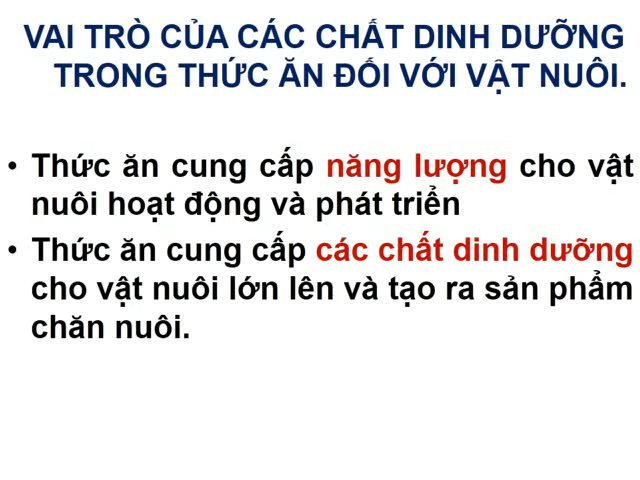 VAI TRÒ CỦA CÁC CHẤT DINH DƯỠNG
TRONG THỨC ĂN ĐỐI VỚI VẬT NUÔI.
• Thức ăn cung cấp năng lượng cho vật
nuôi hoạt động và phát triển
• Thức ăn cung cấp các chất dinh dưỡng
cho vật nuôi lớn lên và tạo ra sản phẩm
chăn nuôi.